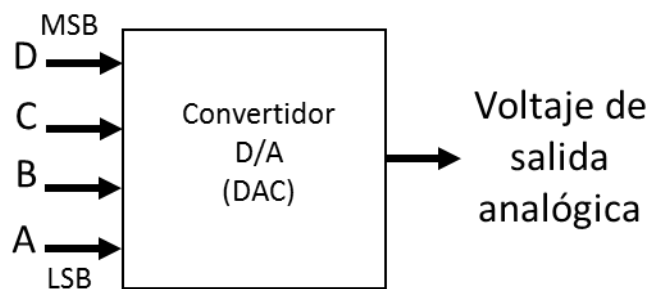 MSB
D
C
B
A
LSB
Convertidor
D/A
(DAC)
Voltaje de
salida
analógica